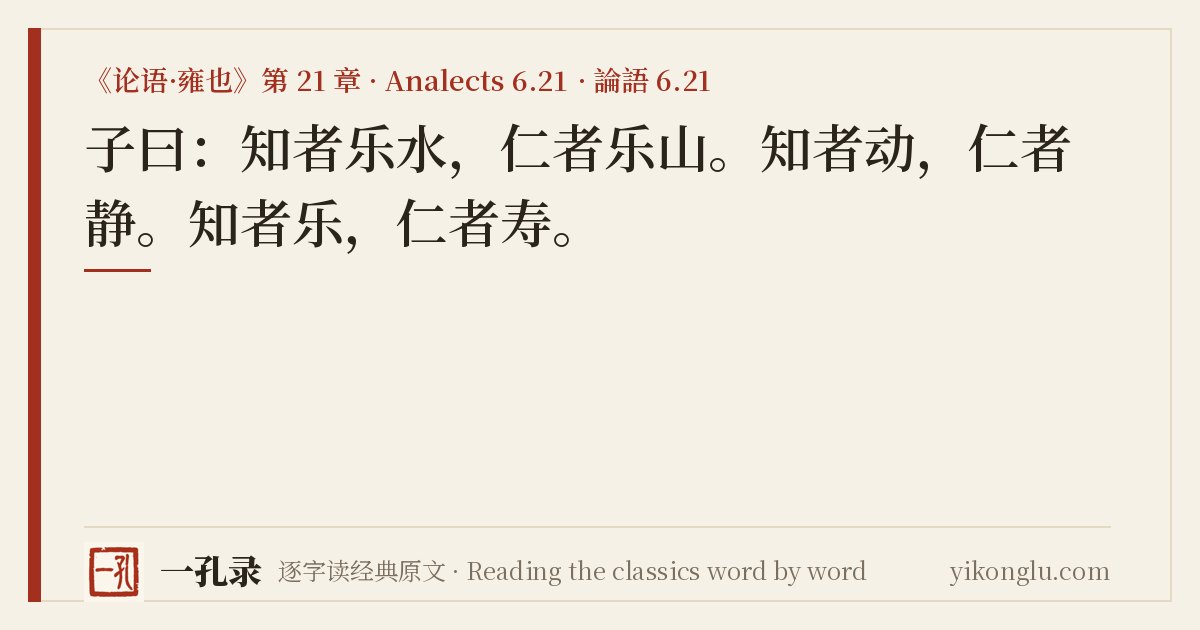 《论语·雍也》第 21 章 · Analects 6.21 · 論語 6.21
子曰：知者乐水，仁者乐山。知者动，仁者
静。知者乐，仁者寿。
一孔
一孔录 逐字读经典原文 · Reading the classics word by word yikonglu.com